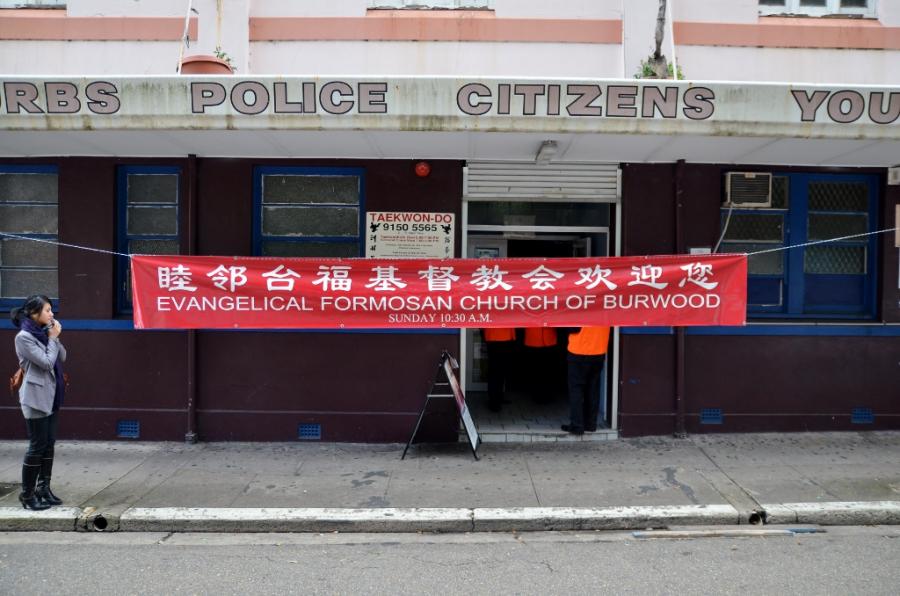 RBS POLICE CITIZENS YOU
TAEKWON-DO
9150 5565
睦邻台福基督教会欢迎您
EVANGELICAL FORMOSAN CHURCH OF BURWOOD
SUNDAY 10:30 A.M.